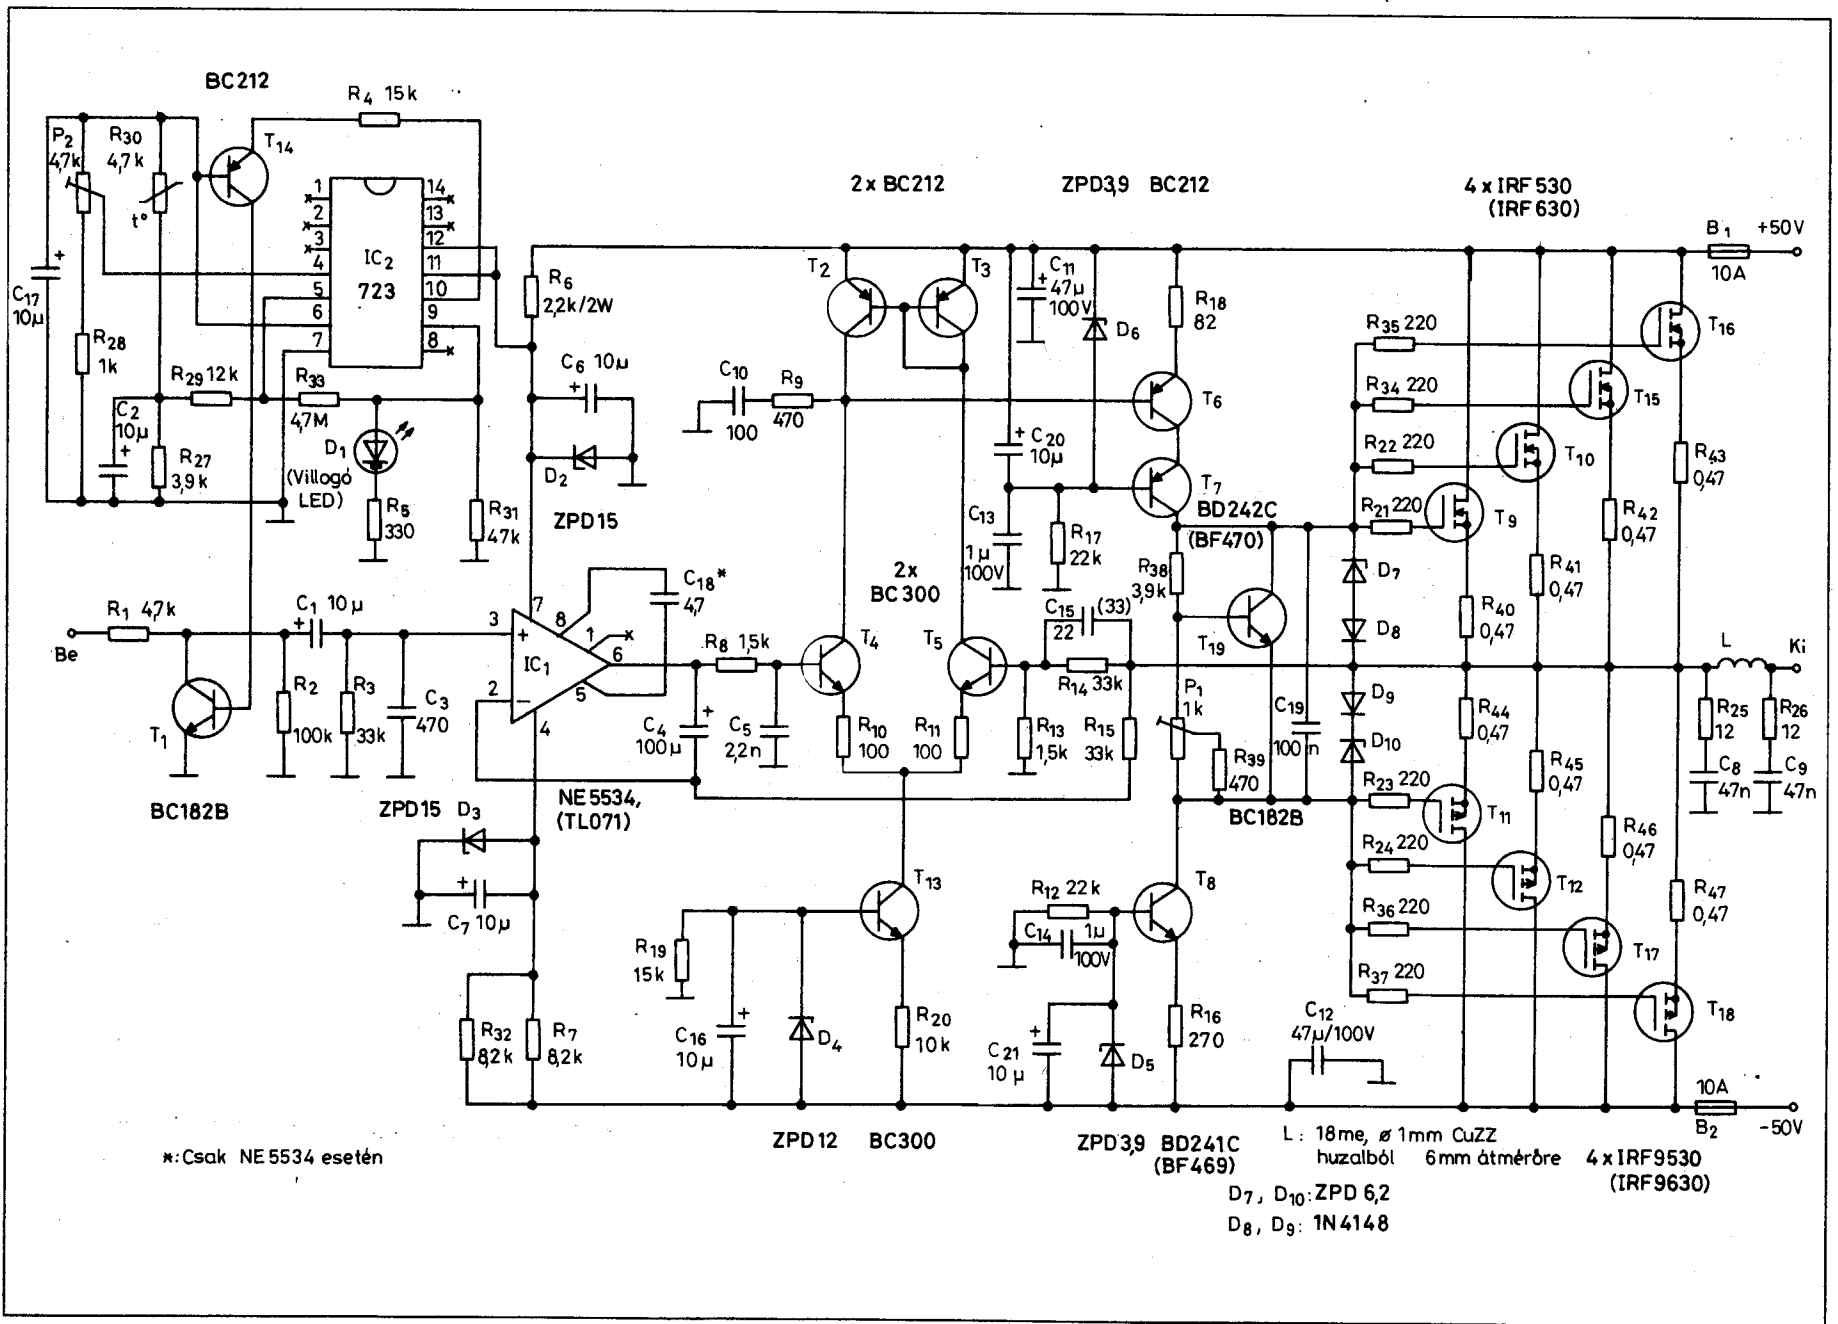 BC212
R4 15k
P2
4,7k
R30
4,7k
T14
t°
1
2
3
4
5
6
7
14
13
12
11
10
9
8
IC2
723
+
C17
10µ
R28
1k
R29 12k
R33
4,7M
C2
10µ
+
R27
3,9k
D1
(Villogó
LED)
R5
330
R31
47k
R6
2,2k/2W
C6 10µ
+
D2
ZPD15
2x BC212
T2
T3
ZPD3,9 BC212
C11
+
47µ
100V
D6
R18
82
C10
100
R9
470
T6
+
C20
10µ
T7
BD242C
(BF470)
C13
1µ
100V
R17
22k
2x
BC300
4x IRF530
(IRF630)
B1
+50V
10A
R35 220
T16
R34 220
T15
R22 220
T10
R21 220
T9
R43
0,47
R42
0,47
R41
0,47
R40
0,47
D7
D8
R38
3,9k
T19
C15 (33)
22
R14 33k
Be
R1 4,7k
C1 10µ
+
T1
BC182B
R2
100k
R3
33k
C3
470
ZPD15
3
2
+
−
IC1
7
8
1
6
5
4
C18*
4,7
R8 1,5k
NE5534,
(TL071)
C4
100µ
+
C5
2,2n
T4
T5
R10
100
R11
100
R13
1,5k
R15
33k
P1
1k
R39
470
C19
100n
BC182B
D9
D10
R44
0,47
R45
0,47
R46
0,47
R47
0,47
L
Ki
R25
12
R26
12
C8
47n
C9
47n
R23 220
T11
R24 220
T12
R36 220
T17
R37 220
T18
D3
+
C7 10µ
R32
8,2k
R7
8,2k
R19
15k
C16
10µ
+
D4
T13
R20
10k
R12 22k
C14
1µ
100V
T8
C21
10µ
+
D5
R16
270
C12
47µ/100V
10A
B2
-50V
ZPD12 BC300
ZPD3,9 BD241C
(BF469)
L: 18me, ø 1mm CuZZ
huzalból 6mm átmérőre
4x IRF9530
(IRF9630)
D7, D10: ZPD 6,2
D8, D9: 1N4148
*: Csak NE5534 esetén